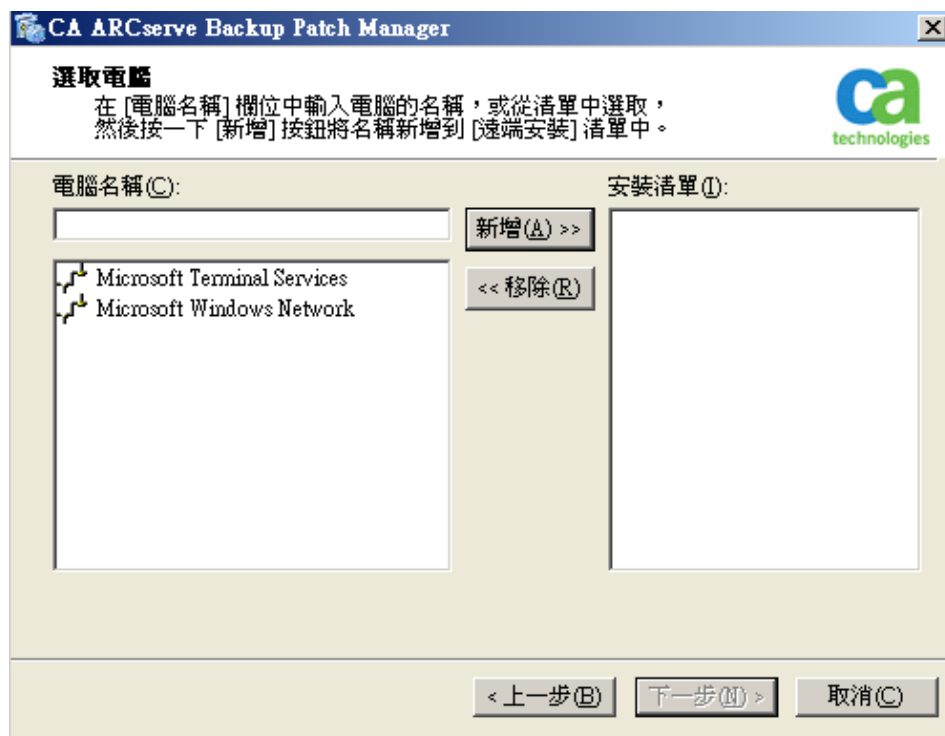 CA ARCserve Backup Patch Manager
選取電腦
在 [電腦名稱] 欄位中輸入電腦的名稱，或從清單中選取，
然後按一下 [新增] 按鈕將名稱新增到 [遠端安裝] 清單中。
ca
technologies
電腦名稱(C):
安裝清單(I):
新增(A) >>
Microsoft Terminal Services
<< 移除(R)
Microsoft Windows Network
< 上一步(B)
下一步(N) >
取消(C)